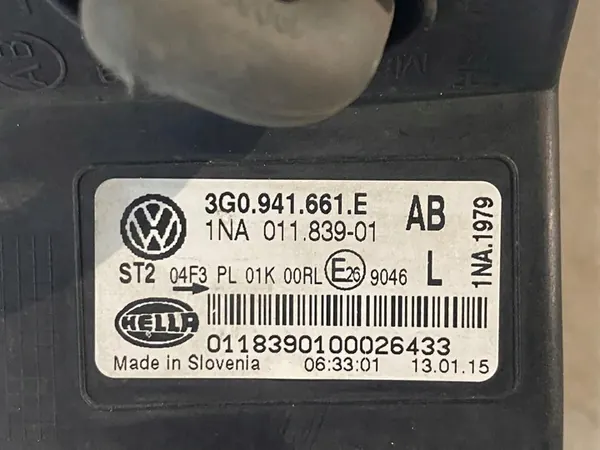 AB
3G0.941.661.E AB
1NA 011.839-01
1NA.1979
ST2 04F3 PL 01K 00RL E26 9046 L
HELLA
0118390100026433
Made in Slovenia 06:33:01 13.01.15